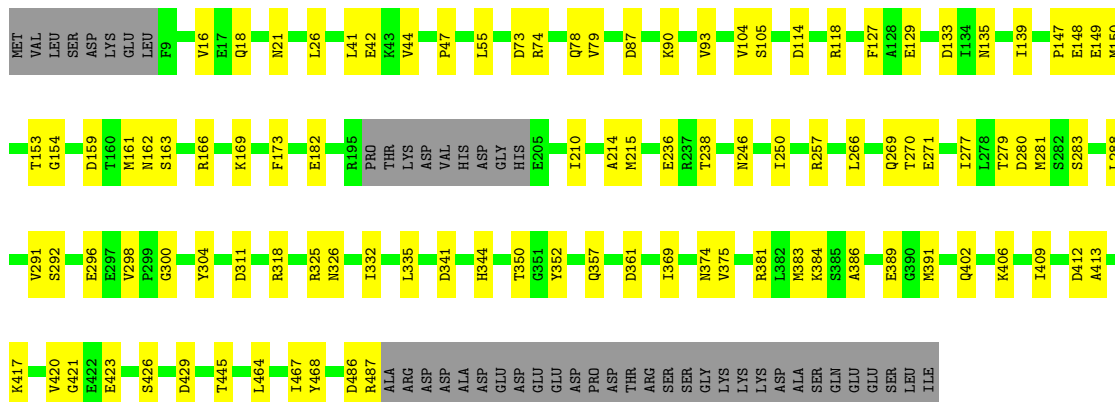 MET VAL LEU SER ASP LYS GLU LEU F9 V16 E17 Q18 N21 L26 L41 E42 K43 V44 P47 L55 D73 R74 Q78 V79 D87 K90 V93 V104 S105 D114 R118 F127 A128 E129 D133 I134 N135 I139 P147 E148 E149 M150
T153 G154 D159 T160 M161 N162 S163 R166 K169 F173 E182 R195 PRO THR LYS ASP VAL HIS ASP GLY HIS E205 I210 A214 M215 E236 R237 T238 N246 I250 R257 L266 Q269 T270 E271 I277 L278 T279 D280 M281 S282 S283
V291 S292 E296 E297 V298 P299 G300 Y304 D311 R318 R325 N326 I332 L335 D341 H344 T350 G351 Y352 Q357 D361 I369 N374 V375 R381 L382 M383 K384 S385 A386 E389 G390 M391 Q402 K406 I409 D412 A413
K417 V420 G421 E422 E423 S426 D429 T445 L464 I467 Y468 D486 R487 ALA ARG ASP ASP ALA ASP GLU ASP GLU GLU ASP PRO ASP THR ARG SER SER GLY LYS LYS LYS ASP ALA SER GLN GLU GLU SER LEU ILE